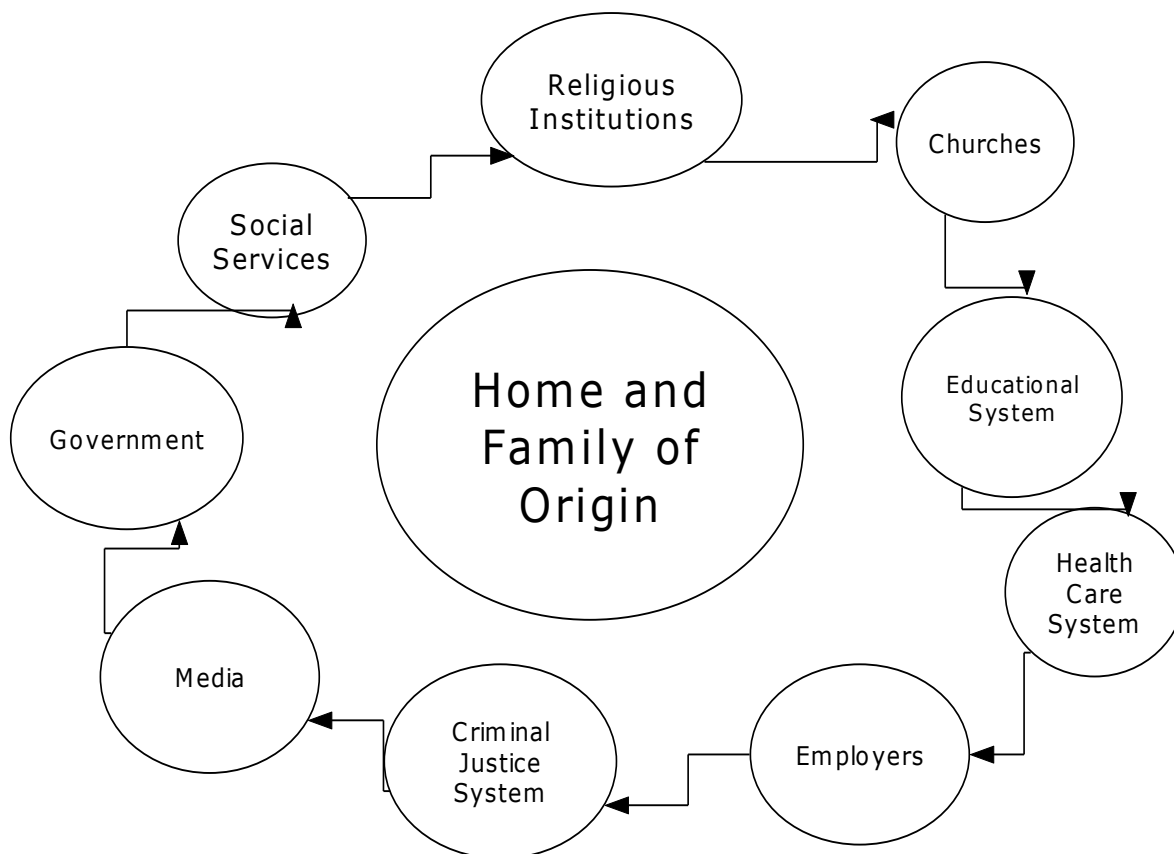 Religious
Institutions
Churches
Social
Services
Home and
Family of
Origin
Educational
System
Government
Health
Care
System
Media
Criminal
Justice
System
Employers